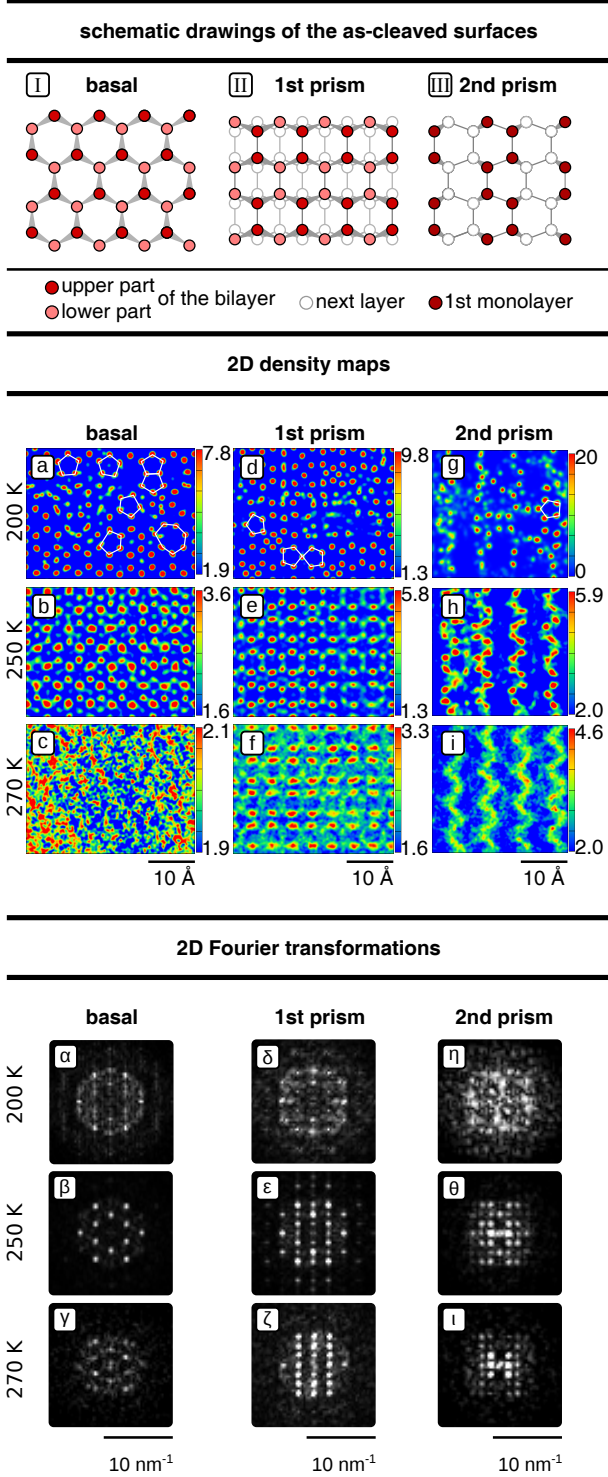 schematic drawings of the as-cleaved surfaces
I basal II 1st prism III 2nd prism
upper part
lower part
of the bilayer
next layer
1st monolayer
2D density maps
basal 1st prism 2nd prism
200 K
a 7.8 1.9
d 9.8 1.3
g 20 0
250 K
b 3.6 1.6
e 5.8 1.3
h 5.9 2.0
270 K
c 2.1 1.9
f 3.3 1.6
i 4.6 2.0
10 Å 10 Å 10 Å
2D Fourier transformations
basal 1st prism 2nd prism
200 K α δ η
250 K β ε θ
270 K γ ζ ι
10 nm⁻¹ 10 nm⁻¹ 10 nm⁻¹